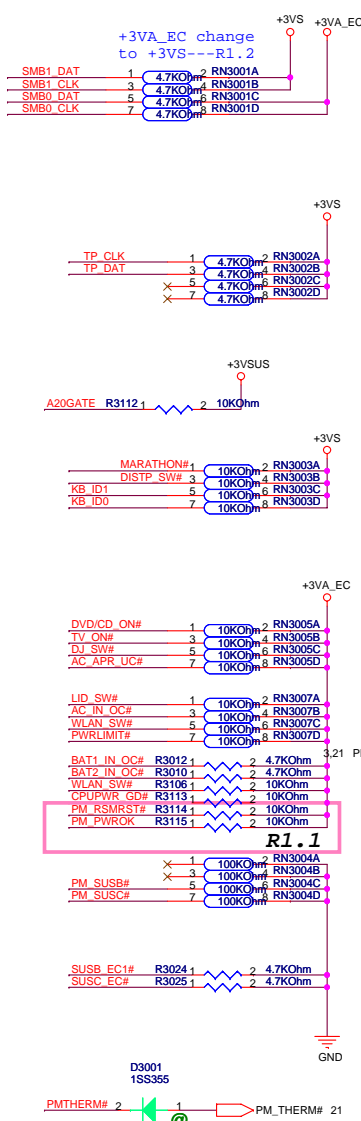 +3VA_EC change
to +3VS---R1.2
+3VS +3VA_EC
SMB1_DAT 1 4.7KOhm 2 RN3001A
SMB1_CLK 3 4.7KOhm 4 RN3001B
SMB0_DAT 5 4.7KOhm 6 RN3001C
SMB0_CLK 7 4.7KOhm 8 RN3001D
+3VS
TP_CLK 1 4.7KOhm 2 RN3002A
TP_DAT 3 4.7KOhm 4 RN3002B
5 4.7KOhm 6 RN3002C
7 4.7KOhm 8 RN3002D
+3VSUS
A20GATE R3112 1 2 10KOhm
+3VS
MARATHON# 1 10KOhm 2 RN3003A
DISTP_SW# 3 10KOhm 4 RN3003B
KB_ID1 5 10KOhm 6 RN3003C
KB_ID0 7 10KOhm 8 RN3003D
+3VA_EC
DVD/CD_ON# 1 10KOhm 2 RN3005A
TV_ON# 3 10KOhm 4 RN3005B
DJ_SW# 5 10KOhm 6 RN3005C
AC_APR_UC# 7 10KOhm 8 RN3005D
LID_SW# 1 10KOhm 2 RN3007A
AC_IN_OC# 3 10KOhm 4 RN3007B
WLAN_SW# 5 10KOhm 6 RN3007C
PWRLIMIT# 7 10KOhm 8 RN3007D
3,21
BAT1_IN_OC# R3012 1 2 4.7KOhm
BAT2_IN_OC# R3010 1 2 4.7KOhm
WLAN_SW# R3106 1 2 10KOhm
CPUPWR_GD# R3113 1 2 10KOhm
PM_RSMRST# R3114 1 2 10KOhm
PM_PWROK R3115 1 2 10KOhm
R1.1
1 100KOhm 2 RN3004A
3 100KOhm 4 RN3004B
PM_SUSB# 5 100KOhm 6 RN3004C
PM_SUSC# 7 100KOhm 8 RN3004D
SUSB_EC1# R3024 1 2 4.7KOhm
SUSC_EC# R3025 1 2 4.7KOhm
GND
D3001
1SS355
PMTHERM# 2 1 PM_THERM# 21
@